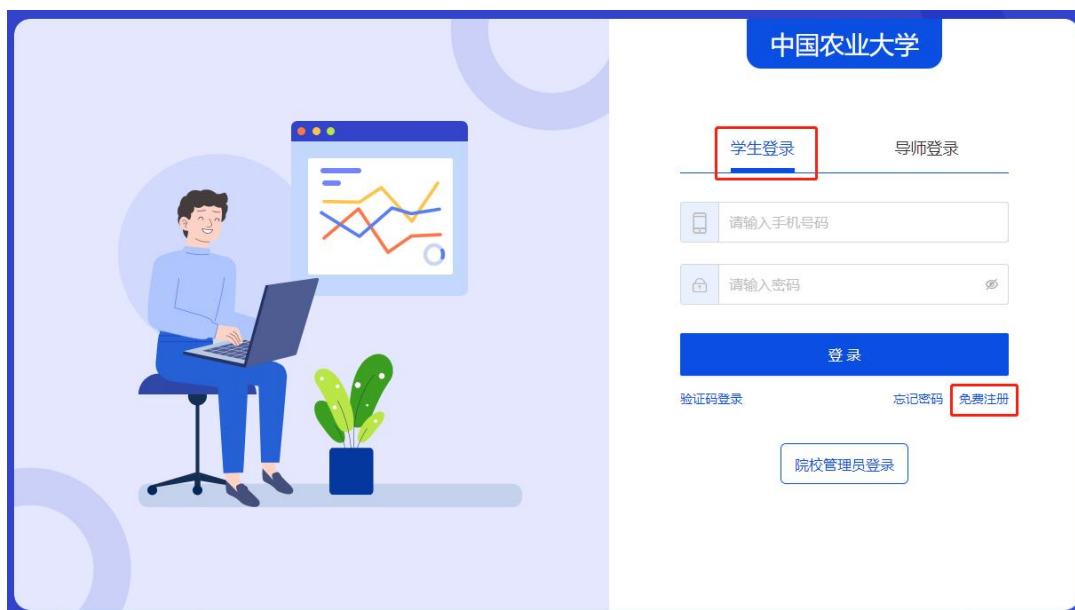 中国农业大学
学生登录
导师登录
请输入手机号码
请输入密码
登录
验证码登录
忘记密码
免费注册
院校管理员登录